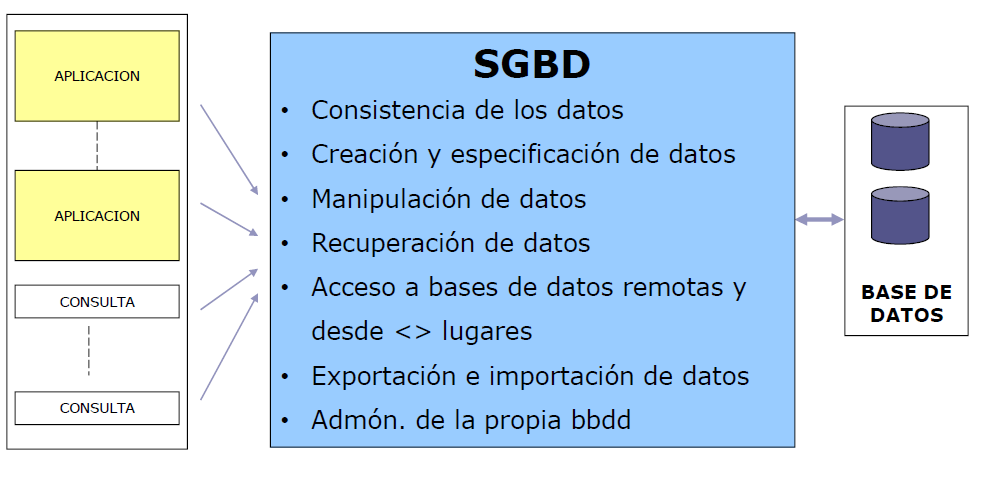 APLICACION
APLICACION
CONSULTA
CONSULTA
SGBD
• Consistencia de los datos
• Creación y especificación de datos
• Manipulación de datos
• Recuperación de datos
• Acceso a bases de datos remotas y
desde <> lugares
• Exportación e importación de datos
• Admón. de la propia bbdd
BASE DE
DATOS